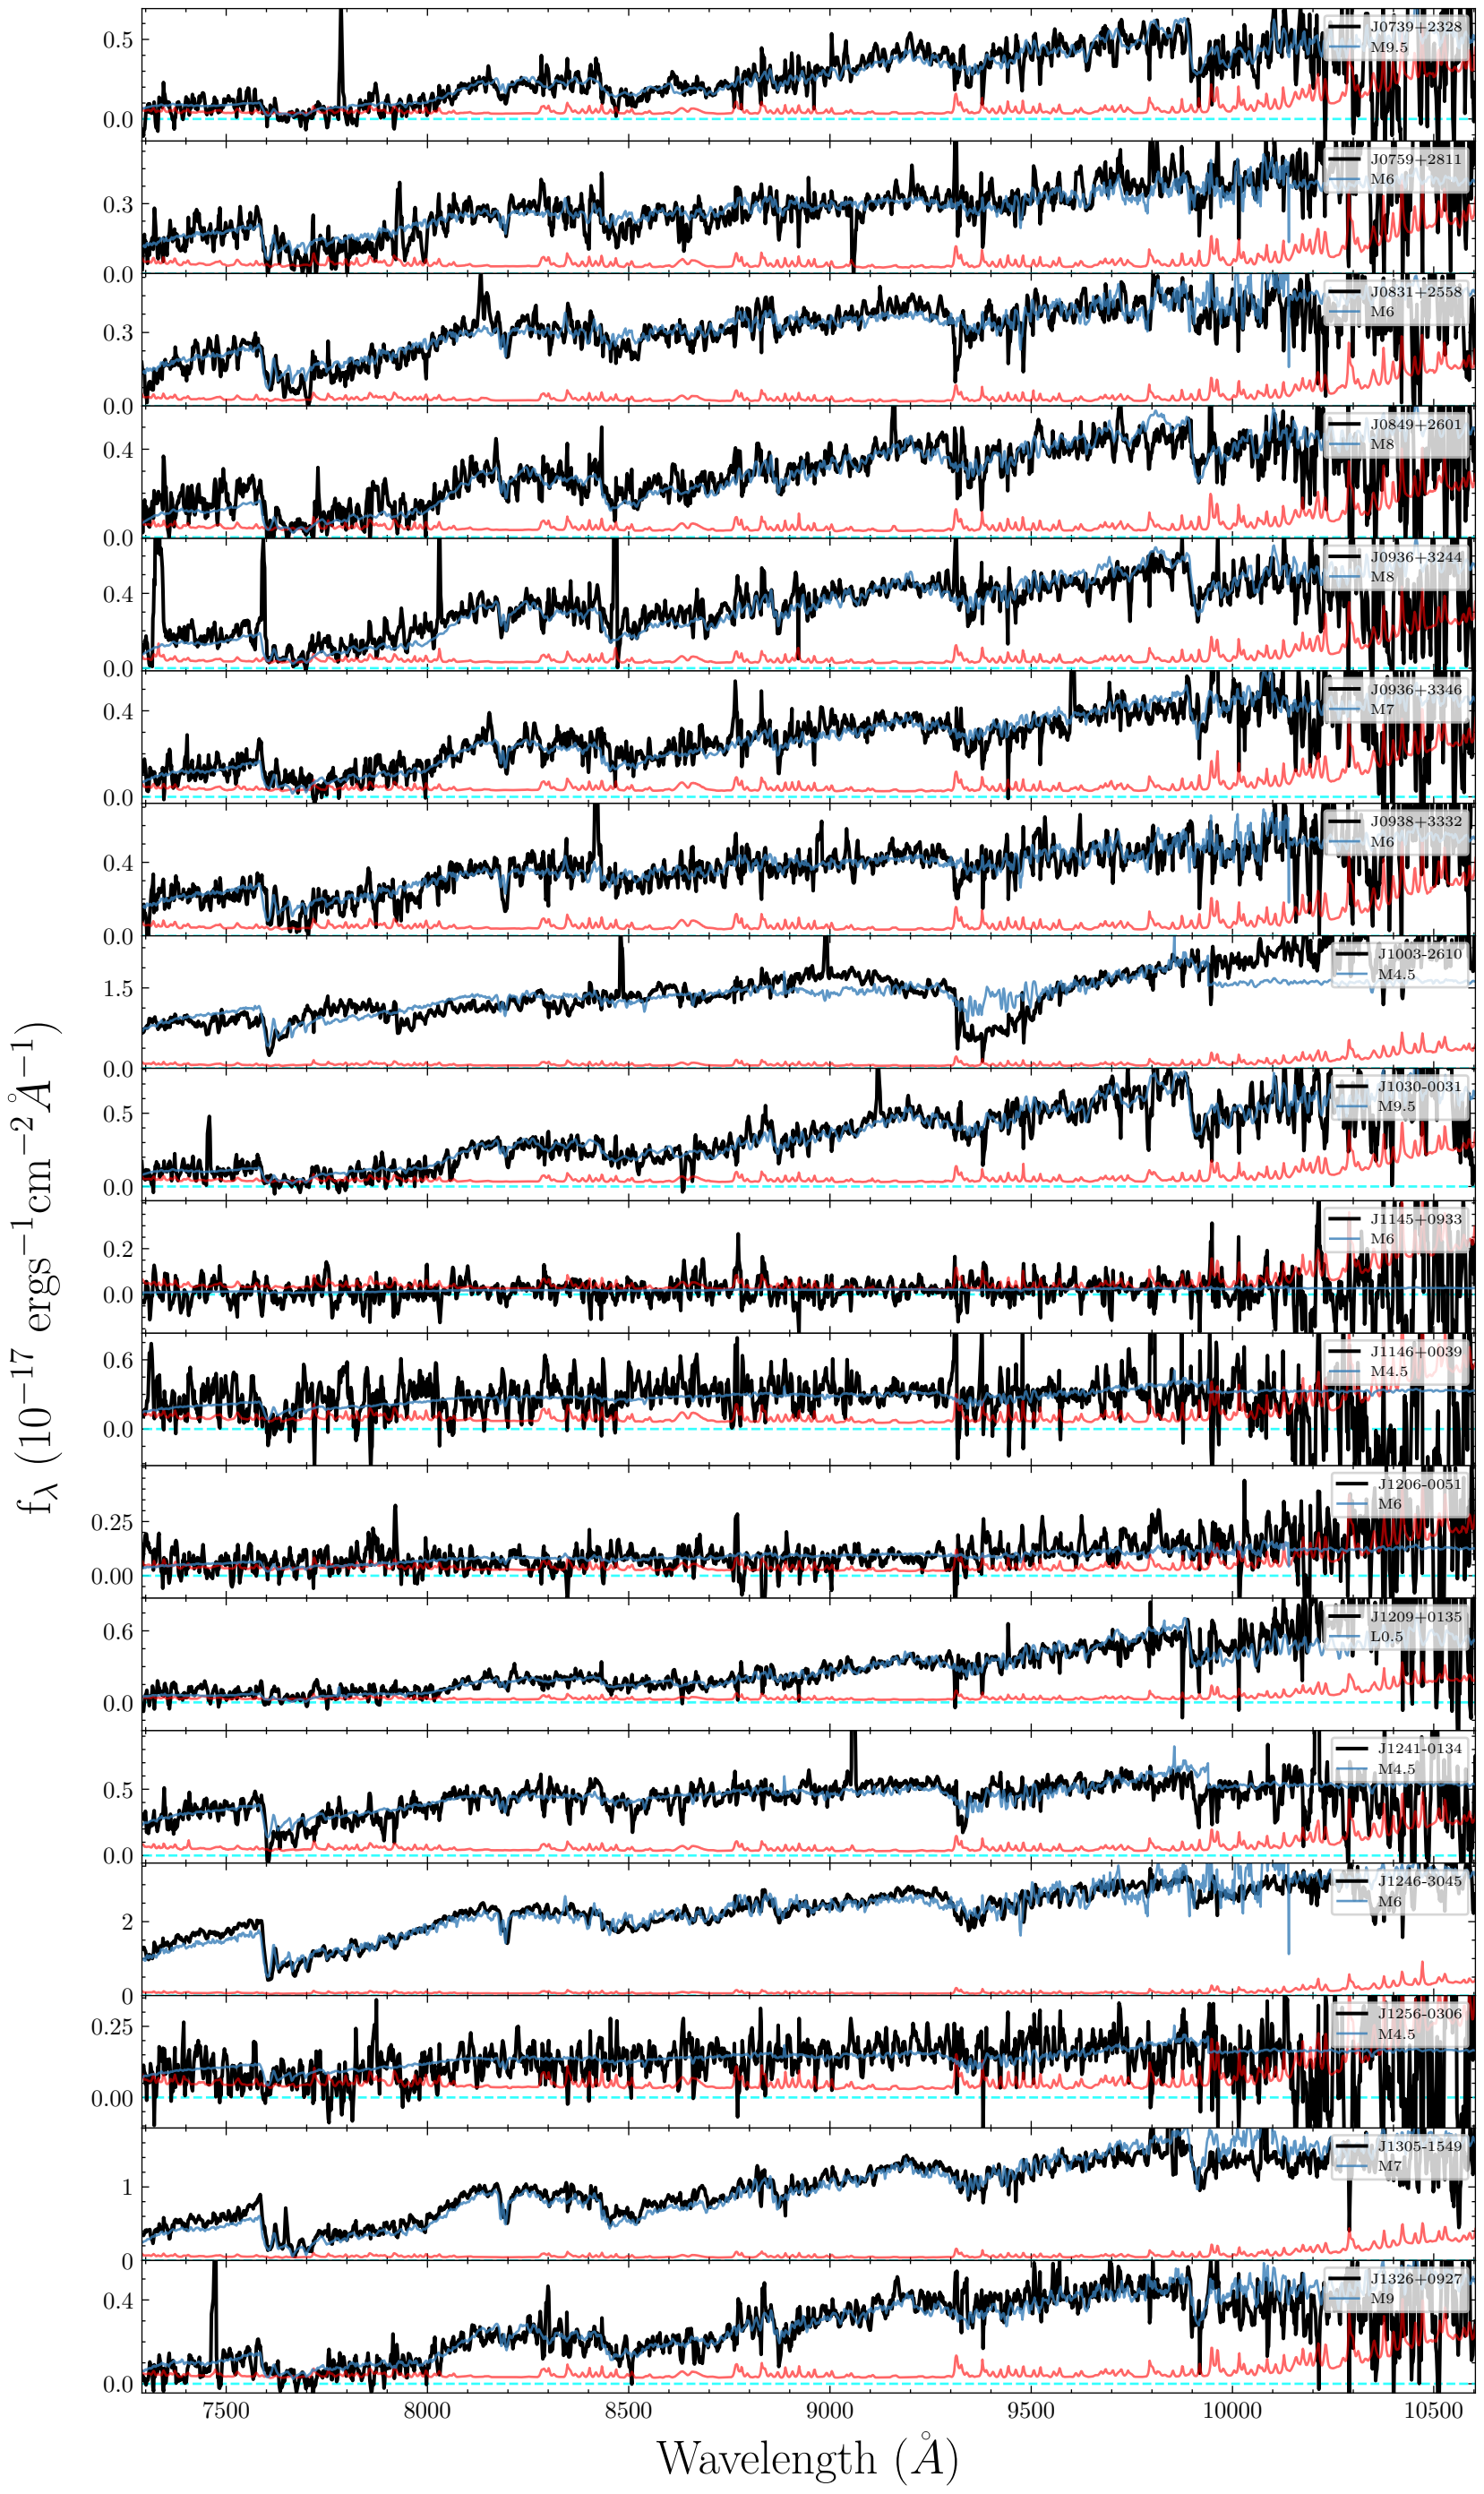 f_λ (10⁻¹⁷ ergs⁻¹cm⁻²Å⁻¹)
0.5
0.0
J0739+2328
M9.5
0.3
0.0
J0759+2811
M6
0.3
0.0
J0831+2558
M6
0.4
0.0
J0849+2601
M8
0.4
0.0
J0936+3244
M8
0.4
0.0
J0936+3346
M7
0.4
0.0
J0938+3332
M6
1.5
0.0
J1003-2610
M4.5
0.5
0.0
J1030-0031
M9.5
0.2
0.0
J1145+0933
M6
0.6
0.0
J1146+0039
M4.5
0.25
0.00
J1206-0051
M6
0.6
0.0
J1209+0135
L0.5
0.5
0.0
J1241-0134
M4.5
2
0
J1246-3045
M6
0.25
0.00
J1256-0306
M4.5
1
0
J1305-1549
M7
0.4
0.0
J1326+0927
M9
7500 8000 8500 9000 9500 10000 10500
Wavelength (Å)